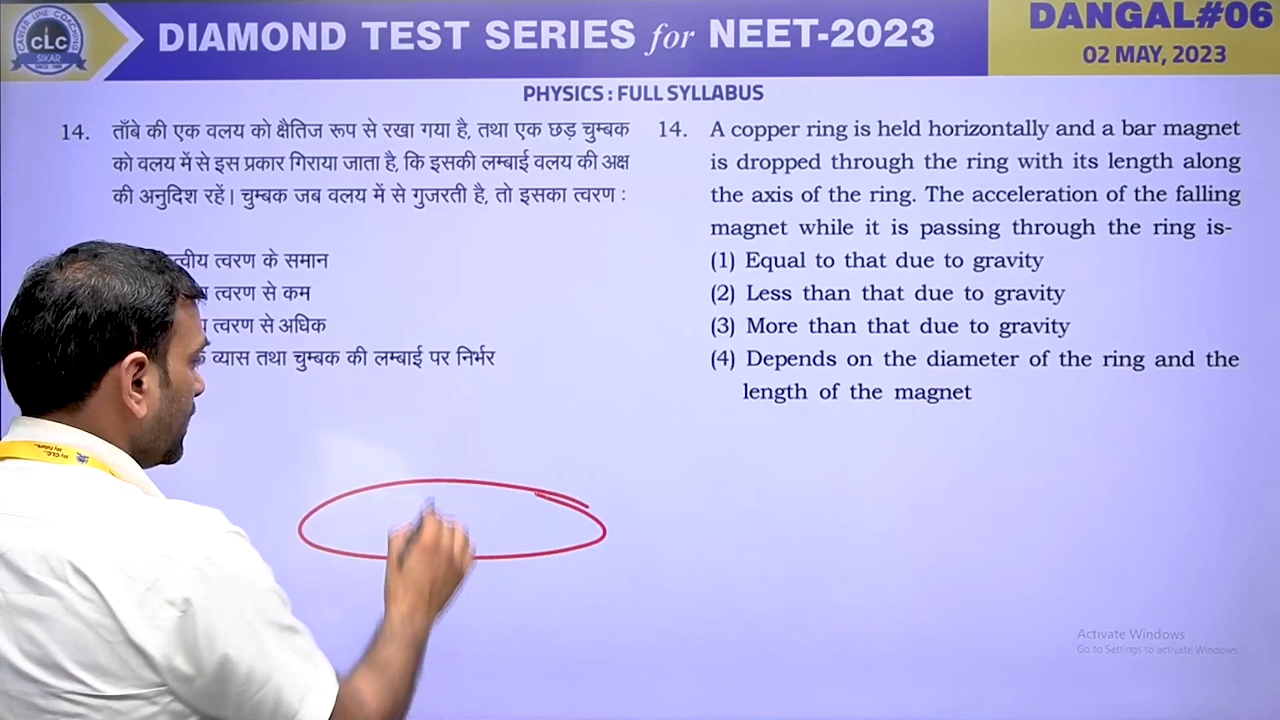 CAREER LINE COACHING
CLC
SIKAR
DIAMOND TEST SERIES for NEET-2023
DANGAL#06
02 MAY, 2023
PHYSICS : FULL SYLLABUS
14. ताँबे की एक वलय को क्षैतिज रूप से रखा गया है, तथा एक छड़ चुम्बक
को वलय में से इस प्रकार गिराया जाता है, कि इसकी लम्बाई वलय की अक्ष
की अनुदिश रहें। चुम्बक जब वलय में से गुजरती है, तो इसका त्वरण :
त्वरण के समान
त्वरण से कम
त्वरण से अधिक
व्यास तथा चुम्बक की लम्बाई पर निर्भर
14. A copper ring is held horizontally and a bar magnet
is dropped through the ring with its length along
the axis of the ring. The acceleration of the falling
magnet while it is passing through the ring is-
(1) Equal to that due to gravity
(2) Less than that due to gravity
(3) More than that due to gravity
(4) Depends on the diameter of the ring and the
length of the magnet
Activate Windows
Go to Settings to activate Windows.